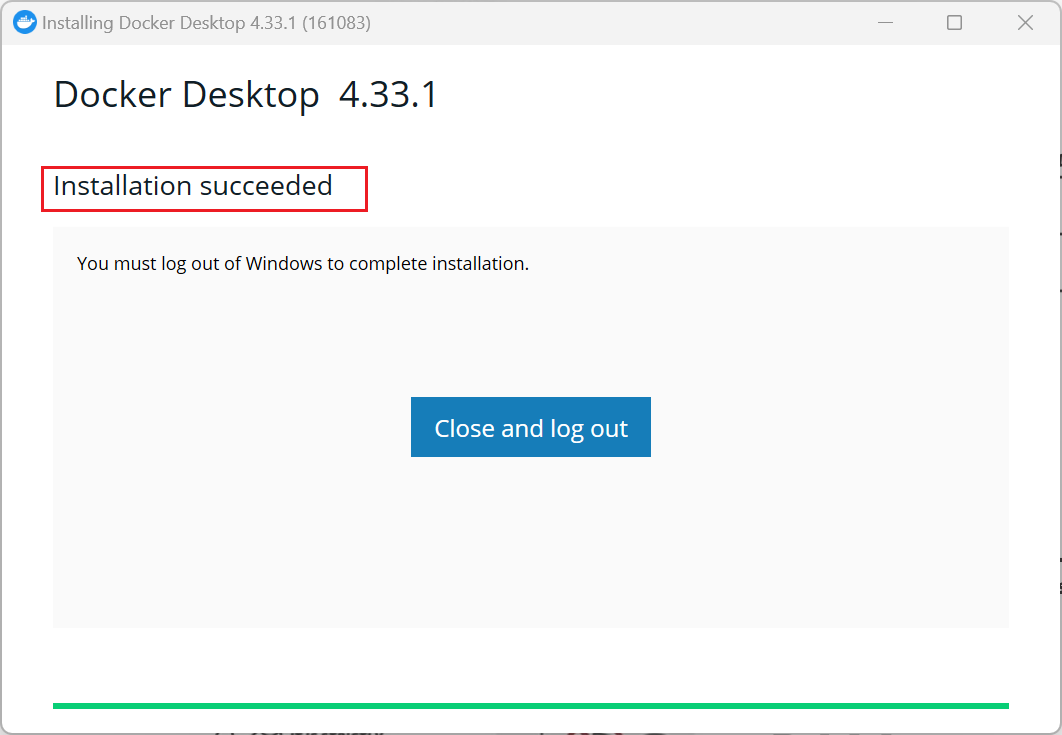 Installing Docker Desktop 4.33.1 (161083)
Docker Desktop 4.33.1
Installation succeeded
You must log out of Windows to complete installation.
Close and log out